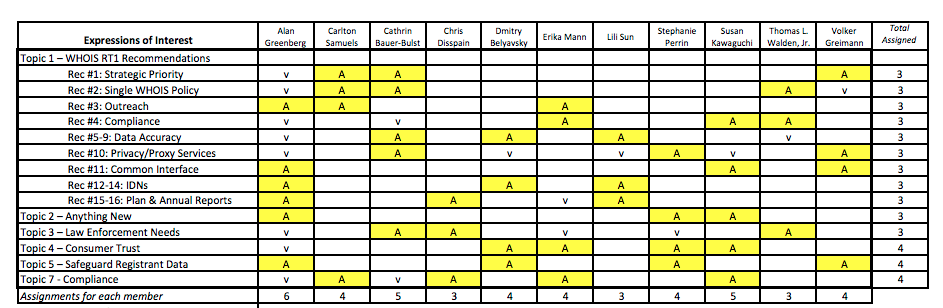 Expressions of Interest Alan Greenberg Carlton Samuels Cathrin Bauer-Bulst Chris Disspain Dmitry Belyavsky Erika Mann Lili Sun Stephanie Perrin Susan Kawaguchi Thomas L. Walden, Jr. Volker Greimann Total Assigned
Topic 1 – WHOIS RT1 Recommendations
Rec #1: Strategic Priority v A A A 3
Rec #2: Single WHOIS Policy v A A A v 3
Rec #3: Outreach A A A 3
Rec #4: Compliance v v A A A 3
Rec #5-9: Data Accuracy v A A A v 3
Rec #10: Privacy/Proxy Services v A v v A v A 3
Rec #11: Common Interface A A A 3
Rec #12-14: IDNs A A A 3
Rec #15-16: Plan & Annual Reports A A v A 3
Topic 2 – Anything New A A A 3
Topic 3 – Law Enforcement Needs v A A v v A 3
Topic 4 – Consumer Trust v A A A A 4
Topic 5 – Safeguard Registrant Data A A A A 4
Topic 7 - Compliance v A v A A A 4
Assignments for each member 6 4 5 3 4 4 3 4 5 3 4